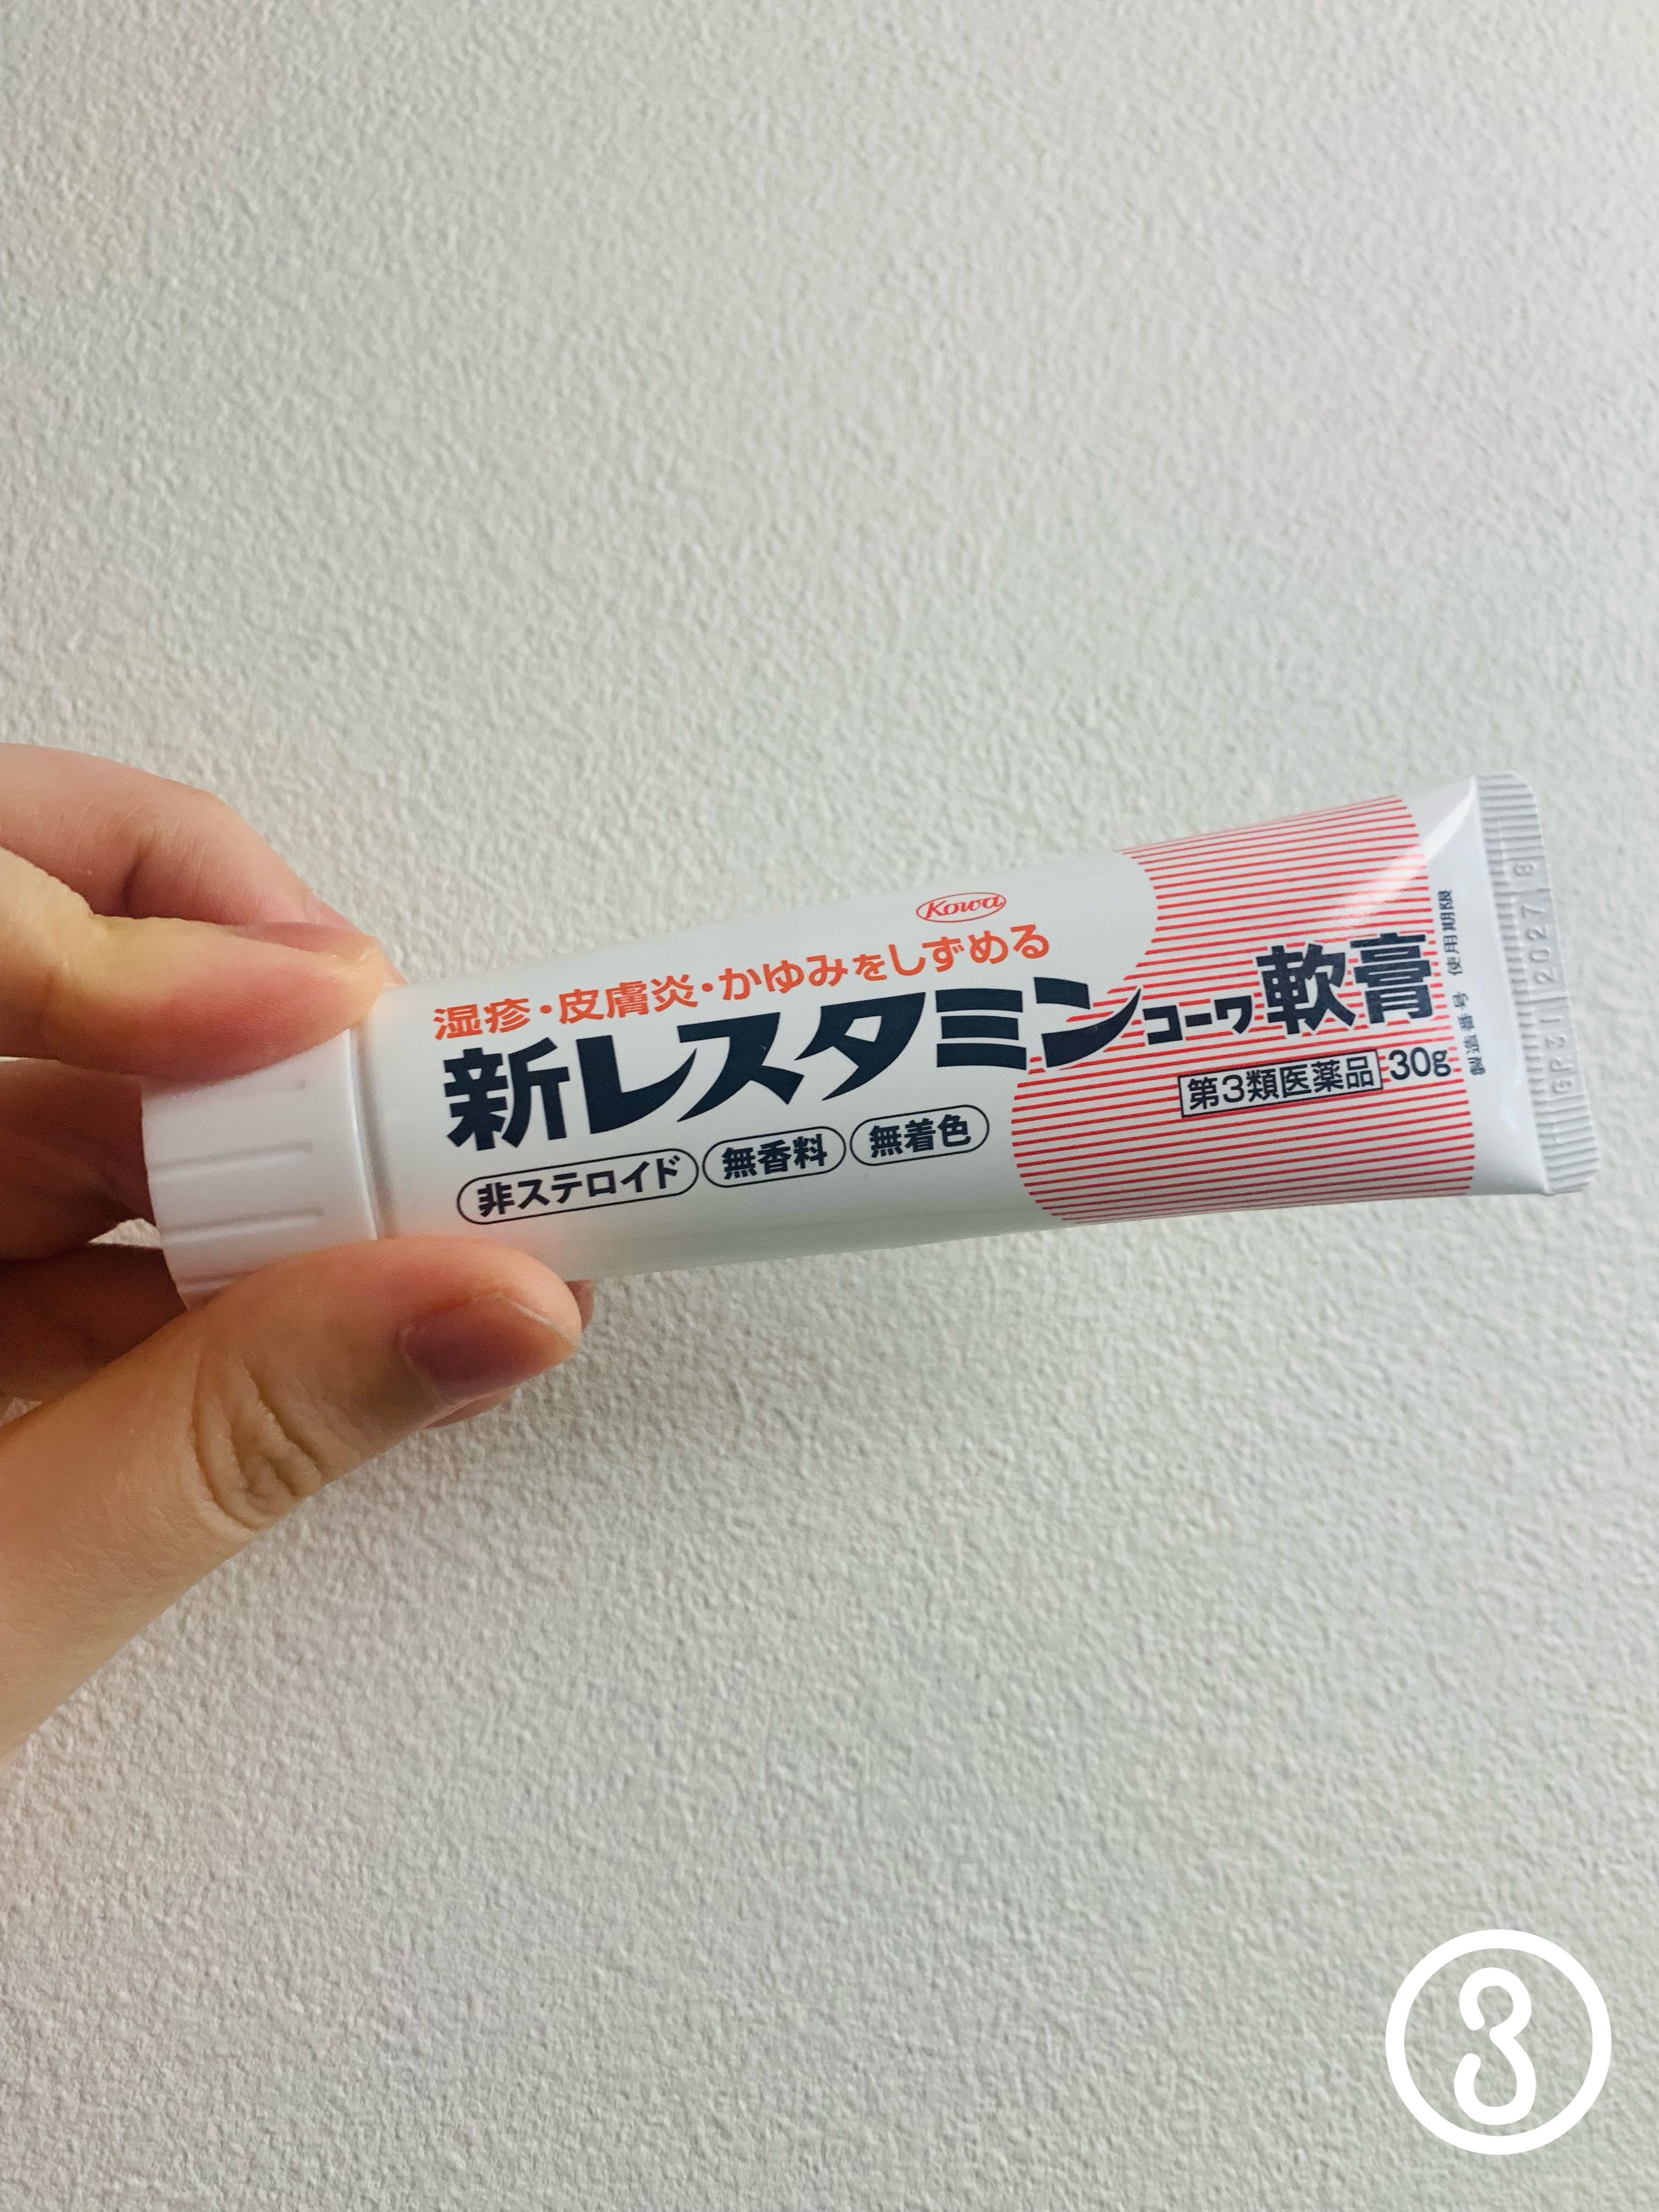 Kowa
湿疹・皮膚炎・かゆみをしずめる
新レスタミンコーワ軟膏
第3類医薬品 30g
非ステロイド 無香料 無着色
製造番号 使用期限
2027
3